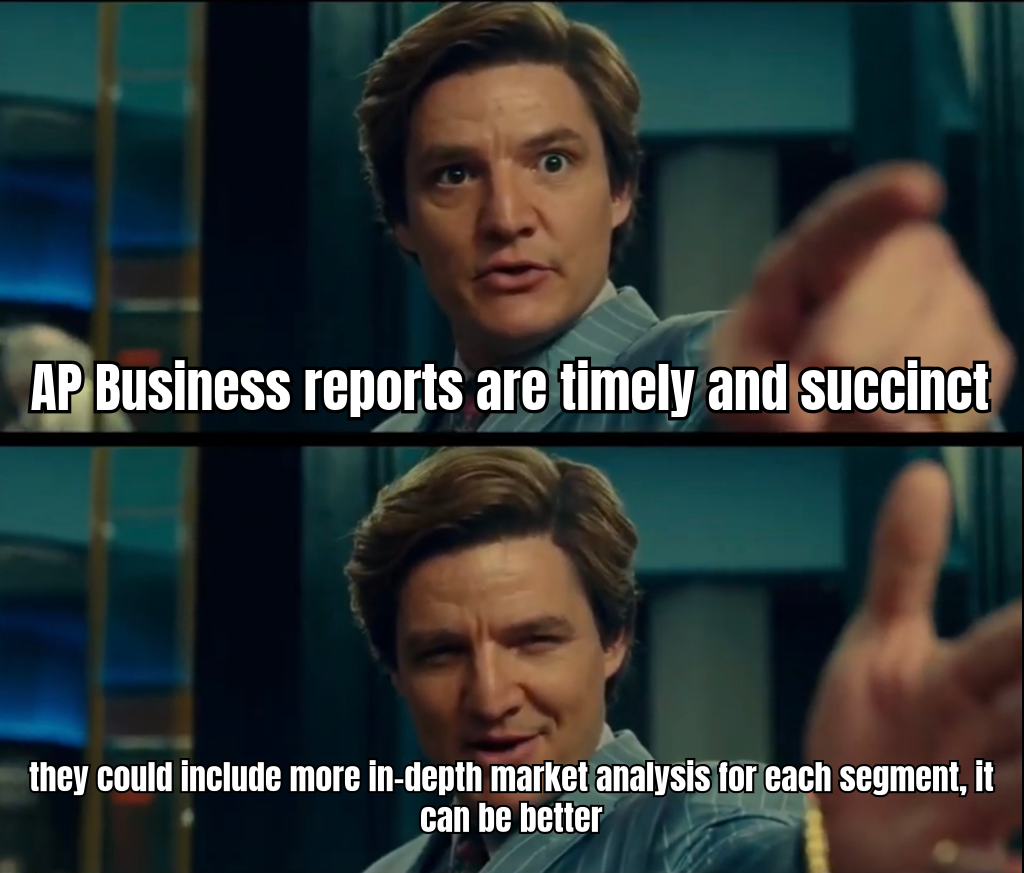 AP Business reports are timely and succinct
they could include more in-depth market analysis for each segment, it
can be better